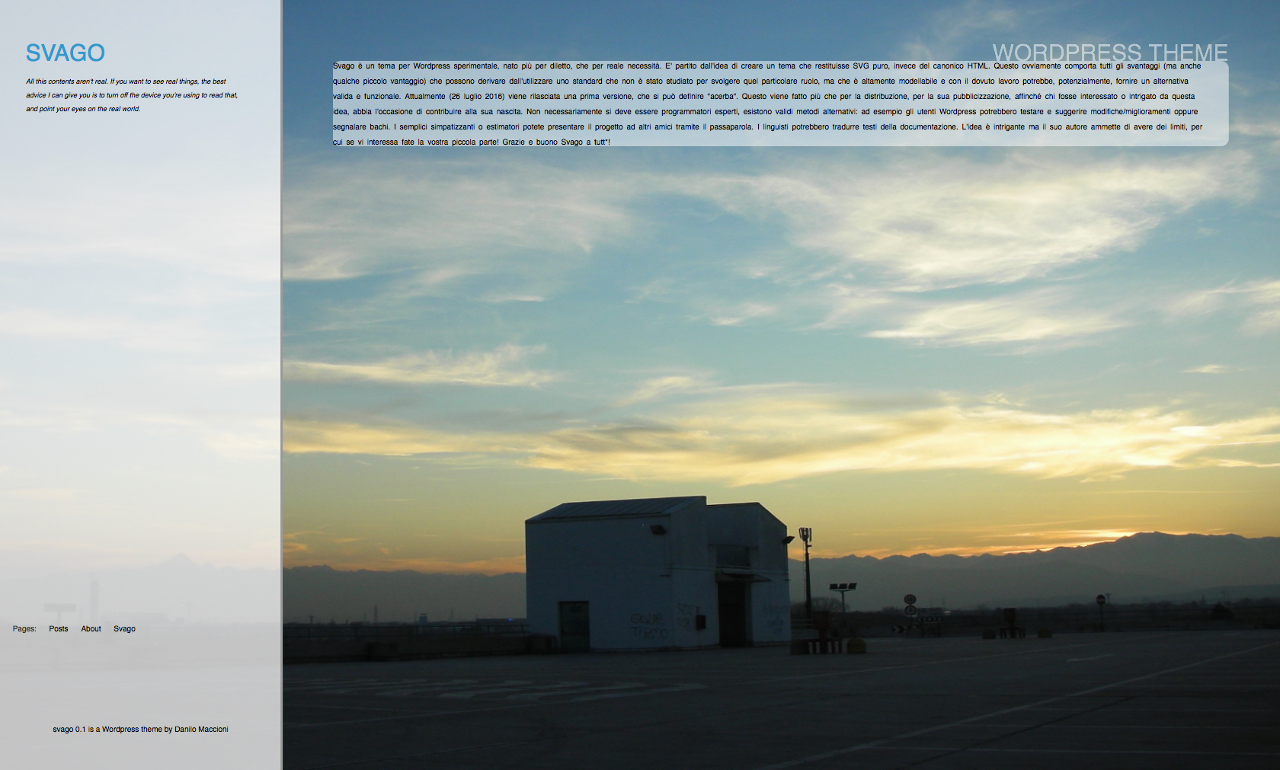 SVAGO
All this contents aren't real. If you want to see real things, the best
advice I can give you is to turn off the device you're using to read that,
and point your eyes on the real world.
WORDPRESS THEME
Svago è un tema per Wordpress sperimentale, nato più per diletto, che per reale necessità. E' partito dall'idea di creare un tema che restituisse SVG puro, invece del canonico HTML. Questo ovviamente comporta tutti gli svantaggi (ma anche
qualche piccolo vantaggio) che possono derivare dall'utilizzare uno standard che non è stato studiato per svolgere quel particolare ruolo, ma che è altamente modellabile e con il dovuto lavoro potrebbe, potenzialmente, fornire un alternativa
valida e funzionale. Attualmente (26 luglio 2016) viene rilasciata una prima versione, che si può definire "acerba". Questo viene fatto più che per la distribuzione, per la sua pubblicizzazione, affinché chi fosse interessato o intrigato da questa
idea, abbia l'occasione di contribuire alla sua nascita. Non necessariamente si deve essere programmatori esperti, esistono validi metodi alternativi: ad esempio gli utenti Wordpress potrebbero testare e suggerire modifiche/miglioramenti oppure
segnalare bachi. I semplici simpatizzanti o estimatori potete presentare il progetto ad altri amici tramite il passaparola. I linguisti potrebbero tradurre testi della documentazione. L'idea è intrigante ma il suo autore ammette di avere dei limiti, per
cui se vi interessa fate la vostra piccola parte! Grazie e buono Svago a tutt*!
Pages: Posts About Svago
svago 0.1 is a Wordpress theme by Danilo Maccioni